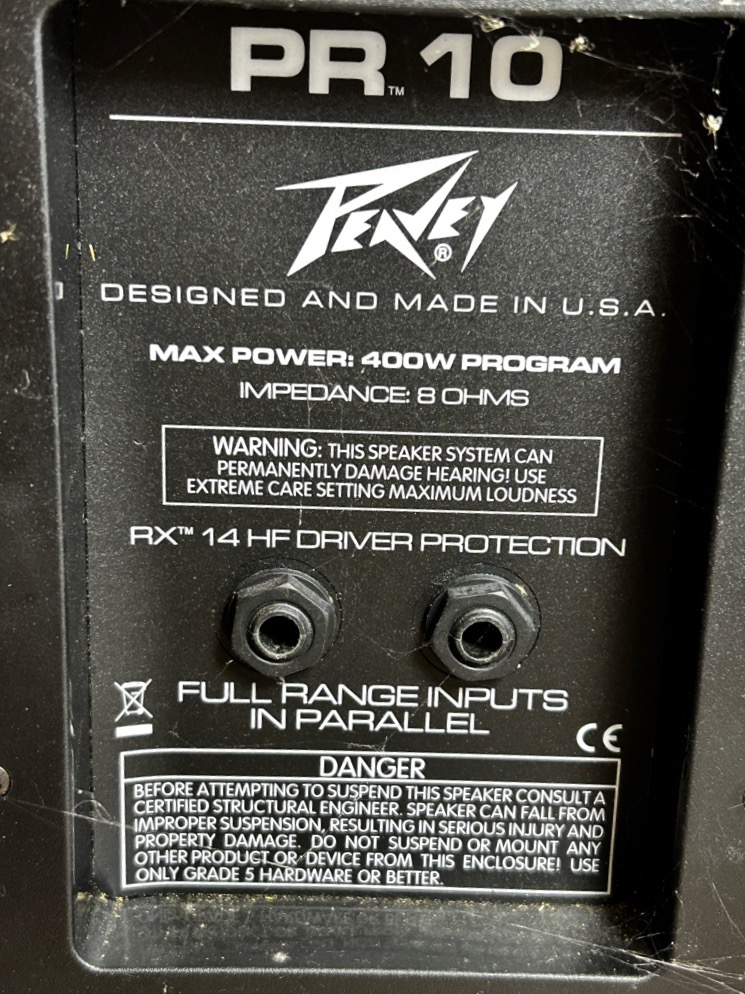 PR™ 10
PEAVEY®
DESIGNED AND MADE IN U.S.A.
MAX POWER: 400W PROGRAM
IMPEDANCE: 8 OHMS
WARNING: THIS SPEAKER SYSTEM CAN
PERMANENTLY DAMAGE HEARING! USE
EXTREME CARE SETTING MAXIMUM LOUDNESS
RX™ 14 HF DRIVER PROTECTION
FULL RANGE INPUTS
IN PARALLEL
CE
DANGER
BEFORE ATTEMPTING TO SUSPEND THIS SPEAKER CONSULT A
CERTIFIED STRUCTURAL ENGINEER. SPEAKER CAN FALL FROM
IMPROPER SUSPENSION, RESULTING IN SERIOUS INJURY AND
PROPERTY DAMAGE. DO NOT SUSPEND OR MOUNT ANY
OTHER PRODUCT OR DEVICE FROM THIS ENCLOSURE! USE
ONLY GRADE 5 HARDWARE OR BETTER.